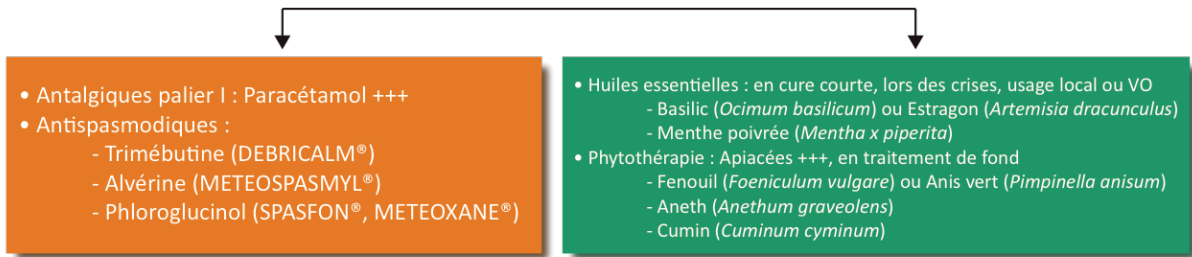 • Antalgiques palier I : Paracétamol +++
• Antispasmodiques :
- Trimébutine (DEBRICALM®)
- Alvérine (METEOSPASMYL®)
- Phloroglucinol (SPASFON®, METEOXANE®)
• Huiles essentielles : en cure courte, lors des crises, usage local ou VO
- Basilic (Ocimum basilicum) ou Estragon (Artemisia dracunculus)
- Menthe poivrée (Mentha x piperita)
• Phytothérapie : Apiacées +++, en traitement de fond
- Fenouil (Foeniculum vulgare) ou Anis vert (Pimpinella anisum)
- Aneth (Anethum graveolens)
- Cumin (Cuminum cyminum)